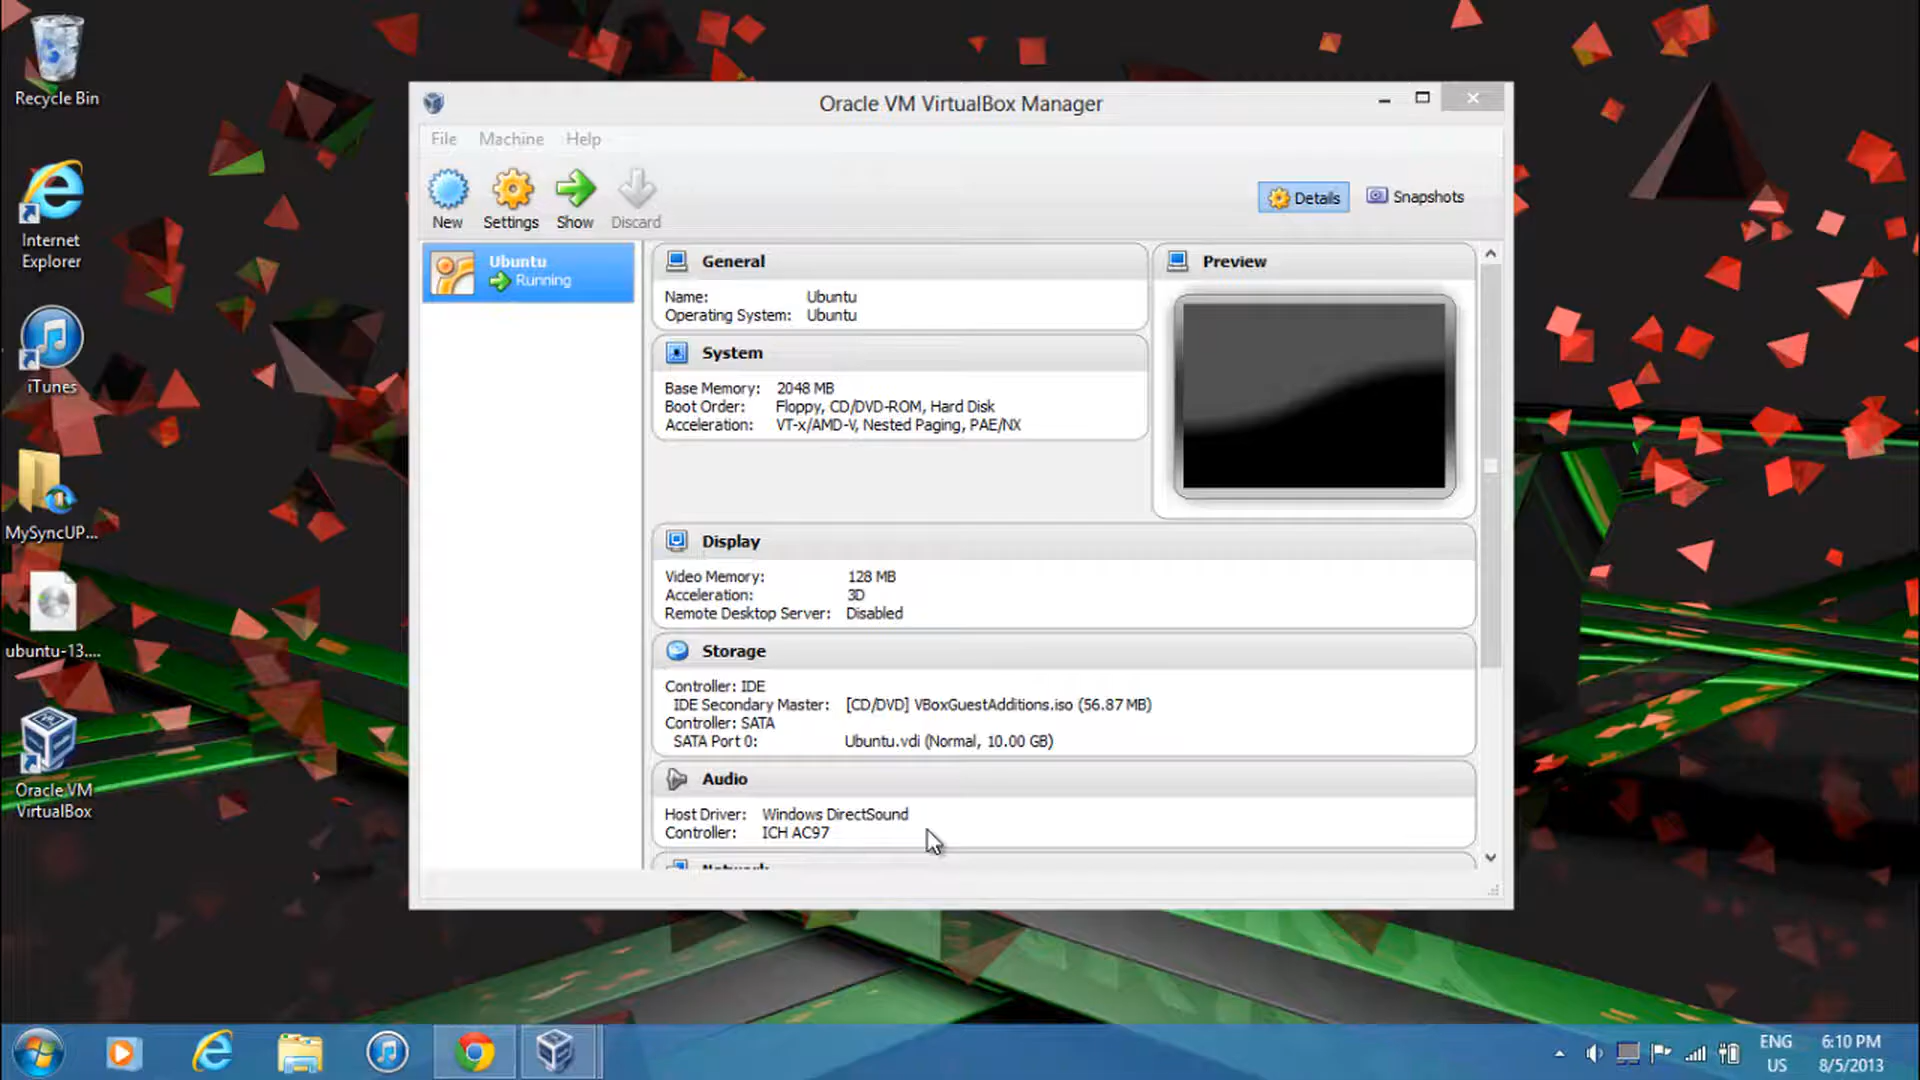 Recycle Bin
Internet
Explorer
iTunes
MySyncUP...
ubuntu-13....
Oracle VM
VirtualBox
Oracle VM VirtualBox Manager
File Machine Help
New Settings Show Discard
Details Snapshots
Ubuntu
Running
General
Name: Ubuntu
Operating System: Ubuntu
System
Base Memory: 2048 MB
Boot Order: Floppy, CD/DVD-ROM, Hard Disk
Acceleration: VT-x/AMD-V, Nested Paging, PAE/NX
Preview
Display
Video Memory: 128 MB
Acceleration: 3D
Remote Desktop Server: Disabled
Storage
Controller: IDE
IDE Secondary Master: [CD/DVD] VBoxGuestAdditions.iso (56.87 MB)
Controller: SATA
SATA Port 0: Ubuntu.vdi (Normal, 10.00 GB)
Audio
Host Driver: Windows DirectSound
Controller: ICH AC97
Network
ENG
US
6:10 PM
8/5/2013